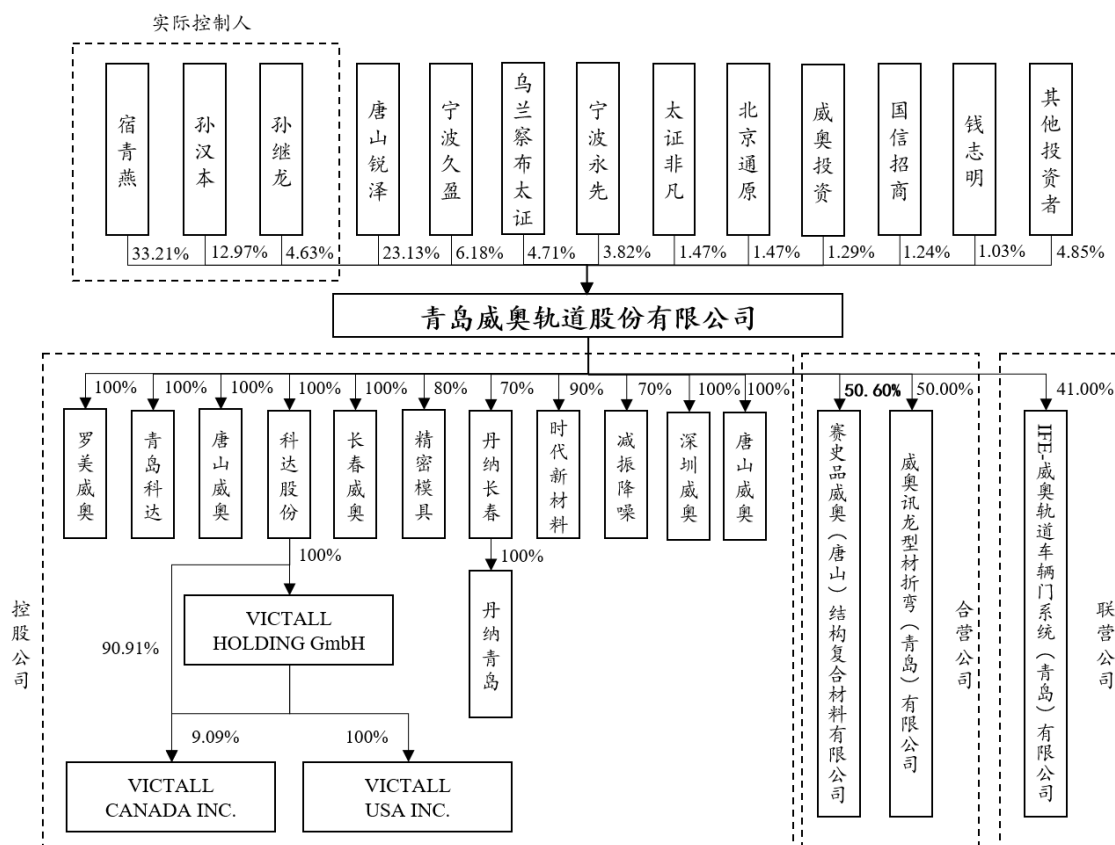 实际控制人
宿青燕
孙汉本
孙继龙
唐山锐泽
宁波久盈
乌兰察布太证
宁波永先
太证非凡
北京通原
威奥投资
国信招商
钱志明
其他投资者
33.21%
12.97%
4.63%
23.13%
6.18%
4.71%
3.82%
1.47%
1.47%
1.29%
1.24%
1.03%
4.85%
青岛威奥轨道股份有限公司
100%
100%
100%
100%
100%
80%
70%
90%
70%
100%
100%
50.60%
50.00%
41.00%
罗美威奥
青岛科达
唐山威奥
科达股份
长春威奥
精密模具
丹纳长春
时代新材料
减振降噪
深圳威奥
唐山威奥
赛史品威奥（唐山）结构复合材料有限公司
威奥讯龙型材折弯（青岛）有限公司
IFE-威奥轨道车辆门系统（青岛）有限公司
100%
100%
控股公司
合营公司
联营公司
VICTALL
HOLDING GmbH
丹纳青岛
90.91%
9.09%
100%
VICTALL
CANADA INC.
VICTALL
USA INC.